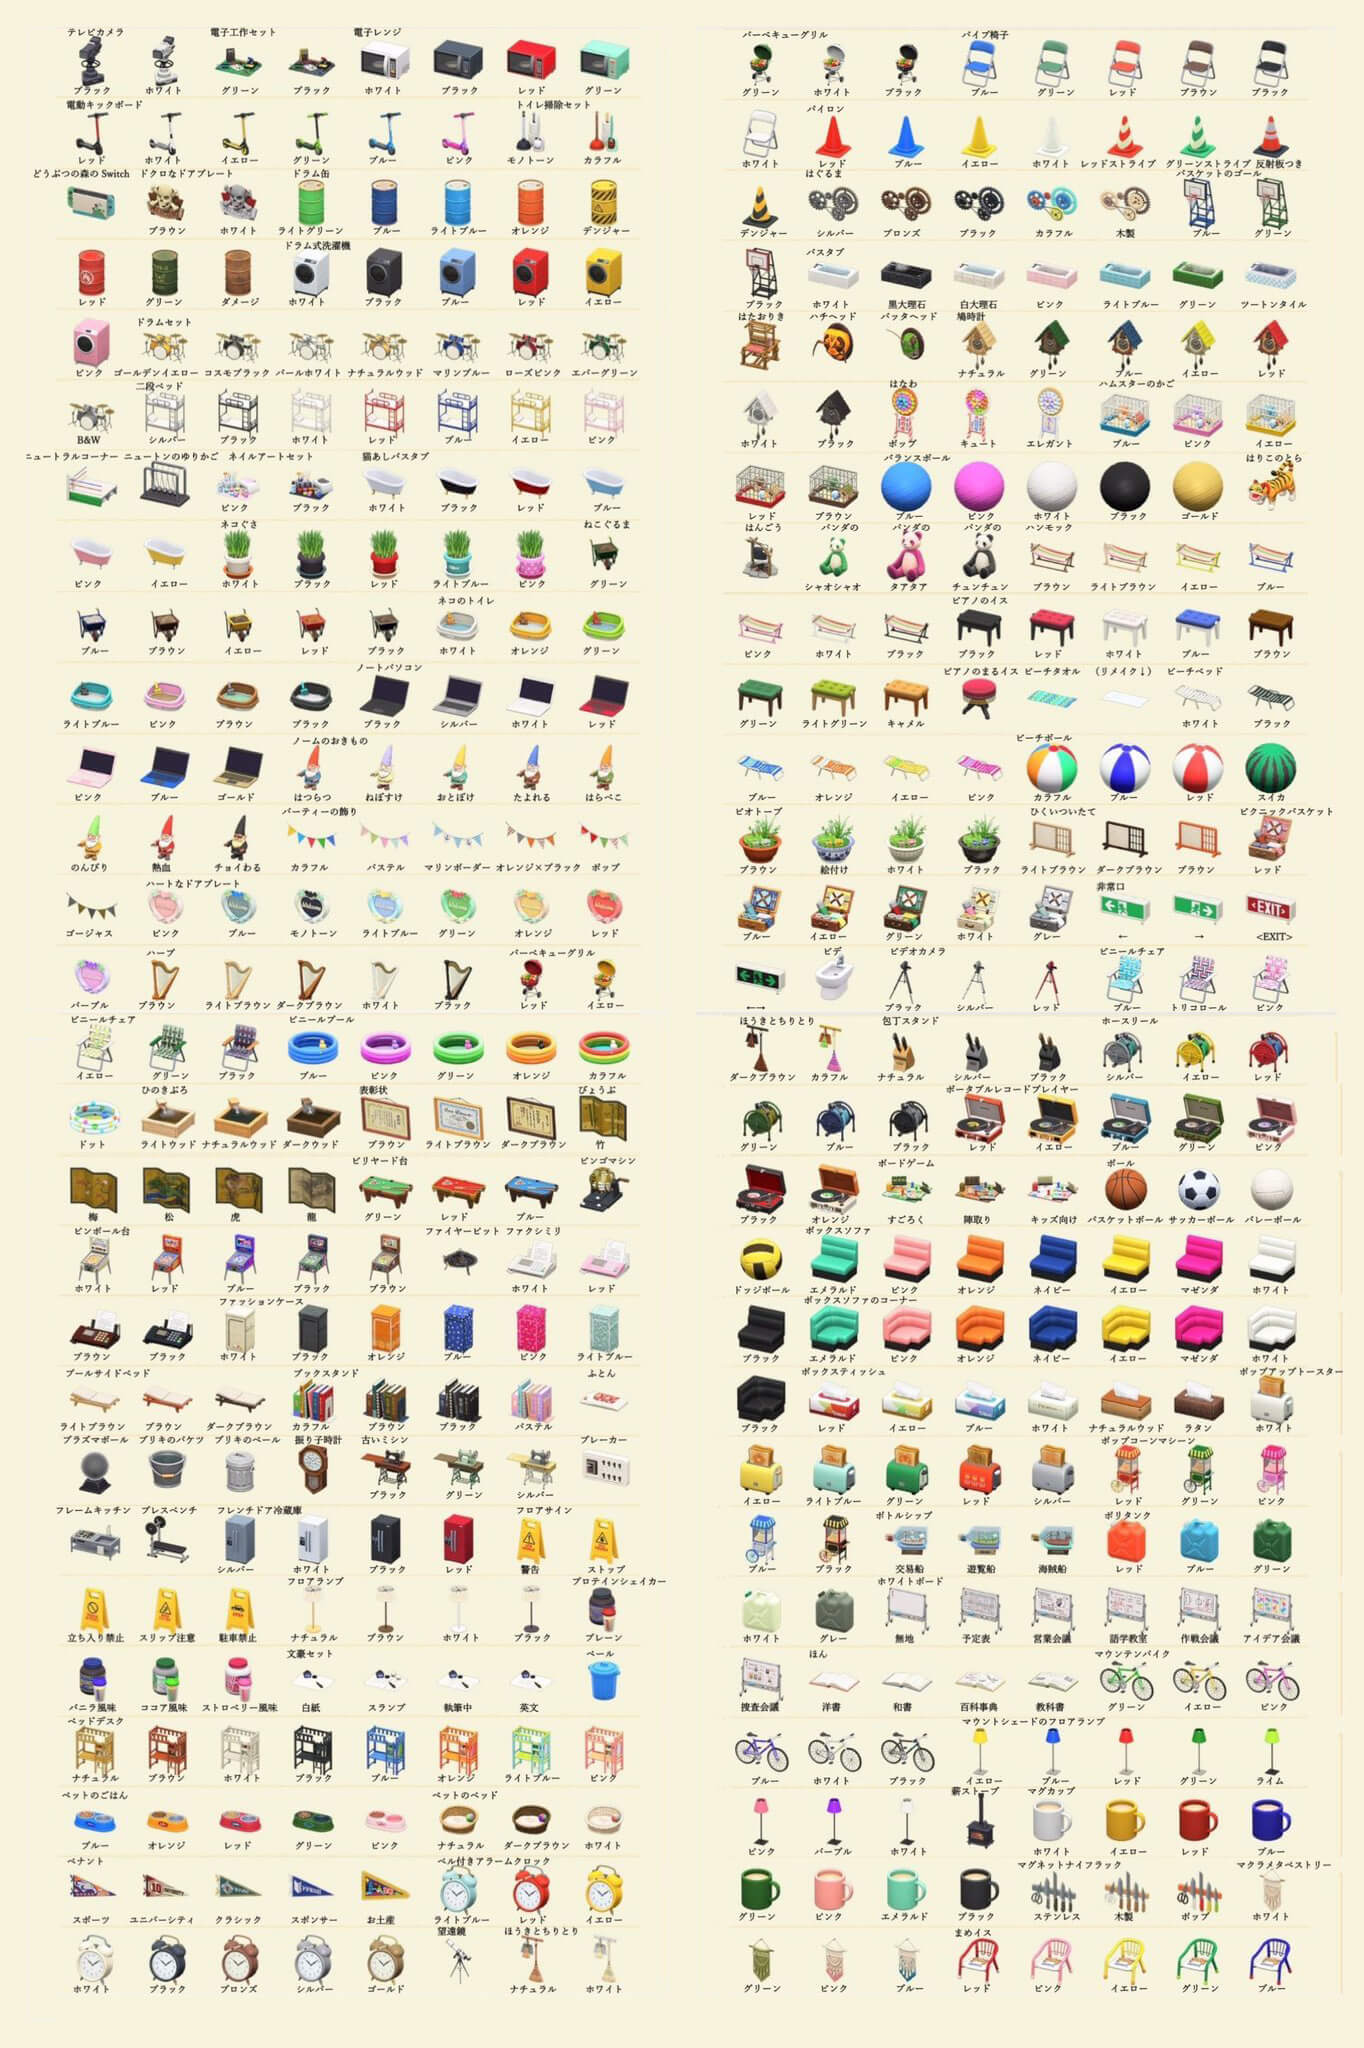 テレビカメラ 電子工作セット 電子レンジ
ブラック ホワイト グリーン ブラック ホワイト ブラック レッド グリーン
電動キックボード トイレ掃除セット
レッド ホワイト イエロー グリーン ブルー ピンク モノトーン カラフル
どうぶつの森の Switch ドクロなドアプレート ドラム缶
ブラウン ホワイト ライトグリーン ブルー ライトブルー オレンジ デンジャー
ドラム式洗濯機
レッド グリーン ダメージ ホワイト ブラック ブルー レッド イエロー
ドラムセット
ピンク ゴールデンイエロー コスモブラック パールホワイト ナチュラルウッド マリンブルー ローズピンク エバーグリーン
二段ベッド
B&W シルバー ブラック ホワイト レッド ブルー イエロー ピンク
ニュートラルコーナー ニュートンのゆりかご ネイルアートセット 猫あしバスタブ
ピンク ブラック ホワイト ブラック レッド ブルー
ネコぐさ ねこぐるま
ピンク イエロー ホワイト ブラック レッド ライトブルー ピンク グリーン
ネコのトイレ
ブルー ブラウン イエロー レッド ブラック ホワイト オレンジ グリーン
ノートパソコン
ライトブルー ピンク ブラウン ブラック ブラック シルバー ホワイト レッド
ノームのおきもの
ピンク ブルー ゴールド はつらつ ねぼすけ おとぼけ たよれる はらぺこ
パーティーの飾り
のんびり 熱血 チョイわる カラフル パステル マリンボーダー オレンジ×ブラック ポップ
ハートなドアプレート
ゴージャス ピンク ブルー モノトーン ライトブルー グリーン オレンジ レッド
ハープ バーベキューグリル
パープル ブラウン ライトブラウン ダークブラウン ホワイト ブラック レッド イエロー
ビニールチェア ビニールプール
イエロー グリーン ブラック ブルー ピンク グリーン オレンジ カラフル
ひのきぶろ 表彰状 びょうぶ
ドット ライトウッド ナチュラルウッド ダークウッド ブラウン ライトブラウン ダークブラウン 竹
ビリヤード台 ビンゴマシン
梅 松 虎 龍 グリーン レッド ブルー
ピンボール台 ファイヤーピット ファクシミリ
ホワイト レッド ブルー ブラック ブラウン ホワイト レッド
ファッションケース
ブラウン ブラック ホワイト ブラック オレンジ ブルー ピンク ライトブルー
プールサイドベッド ブックスタンド ふとん
ライトブラウン ブラウン ダークブラウン カラフル ブラウン ブラック パステル
プラズマボール ブリキのバケツ ブリキのペール 振り子時計 古いミシン ブレーカー
ブラック グリーン シルバー
フレームキッチン プレスベンチ フレンチドア冷蔵庫 フロアサイン
シルバー ホワイト ブラック レッド 警告 ストップ
フロアランプ プロテインシェイカー
立ち入り禁止 スリップ注意 駐車禁止 ナチュラル ブラウン ホワイト ブラック プレーン
文豪セット ペール
バニラ風味 ココア風味 ストロベリー風味 白紙 スランプ 執筆中 英文
ベッドデスク
ナチュラル ブラウン ホワイト ブラック ブルー オレンジ ライトブルー ピンク
ペットのごはん ペットのベッド
ブルー オレンジ レッド グリーン ピンク ナチュラル ダークブラウン ホワイト
ペナント ベル付きアラームクロック
スポーツ ユニバーシティ クラシック スポンサー お土産 ライトブルー レッド イエロー
望遠鏡 ほうきとちりとり
ホワイト ブラック ブロンズ シルバー ゴールド ナチュラル ホワイト
バーベキューグリル パイプ椅子
グリーン ホワイト ブラック ブルー グリーン レッド ブラウン ブラック
パイロン
ホワイト レッド ブルー イエロー ホワイト レッドストライプ グリーンストライプ 反射板つき
はぐるま バスケットのゴール
デンジャー シルバー ブロンズ ブラック カラフル 木製 ブルー グリーン
バスタブ
ブラック ホワイト 黒大理石 白大理石 ピンク ライトブルー グリーン ツートンタイル
はたおりき ハチヘッド バッタヘッド 鳩時計
ナチュラル グリーン ブルー イエロー レッド
はなわ ハムスターのかご
ホワイト ブラック ポップ キュート エレガント ブルー ピンク イエロー
バランスボール はりこのとら
レッド ブラウン ブルー ピンク ホワイト ブラック ゴールド
はんごう パンダの パンダの パンダの ハンモック
シャオシャオ タアタア チュンチュン ブラウン ライトブラウン イエロー ブルー
ピアノのイス
ピンク ホワイト ブラック ブラック レッド ホワイト ブルー ブラウン
ピアノのまるイス ビーチタオル (リメイク↓) ビーチベッド
グリーン ライトグリーン キャメル ホワイト ブラック
ビーチボール
ブルー オレンジ イエロー ピンク カラフル ブルー レッド スイカ
ビオトープ ひくいついたて ピクニックバスケット
ブラウン 絵付け ホワイト ブラック ライトブラウン ダークブラウン ブラウン レッド
非常口
ブルー イエロー グリーン ホワイト グレー ← → <EXIT>
ビデ ビデオカメラ ビニールチェア
←→ ブラック シルバー レッド ブルー トリコロール ピンク
ほうきとちりとり 包丁スタンド ホースリール
ダークブラウン カラフル ナチュラル シルバー ブラック シルバー イエロー レッド
ポータブルレコードプレイヤー
グリーン ブルー ブラック レッド イエロー ブルー グリーン ピンク
ボードゲーム ボール
ブラック オレンジ すごろく 陣取り キッズ向け バスケットボール サッカーボール バレーボール
ボックスソファ
ドッジボール エメラルド ピンク オレンジ ネイビー イエロー マゼンダ ホワイト
ボックスソファのコーナー
ブラック エメラルド ピンク オレンジ ネイビー イエロー マゼンダ ホワイト
ボックスティッシュ ポップアップトースター
ブラック レッド イエロー ブルー ホワイト ナチュラルウッド ラタン ホワイト
ポップコーンマシーン
イエロー ライトブルー グリーン レッド シルバー レッド グリーン ピンク
ボトルシップ ポリタンク
ブルー ブラック 交易船 遊覧船 海賊船 レッド ブルー グリーン
ホワイトボード
ホワイト グレー 無地 予定表 営業会議 語学教室 作戦会議 アイデア会議
ほん マウンテンバイク
捜査会議 洋書 和書 百科事典 教科書 グリーン イエロー ピンク
マウントシェードのフロアランプ
ブルー ホワイト ブラック イエロー ブルー レッド グリーン ライム
薪ストーブ マグカップ
ピンク パープル ホワイト ホワイト イエロー レッド ブルー
マグネットナイフラック マクラメタペストリー
グリーン ピンク エメラルド ブラック ステンレス 木製 ポップ ホワイト
まめイス
グリーン ピンク ブルー レッド ピンク イエロー グリーン ブルー